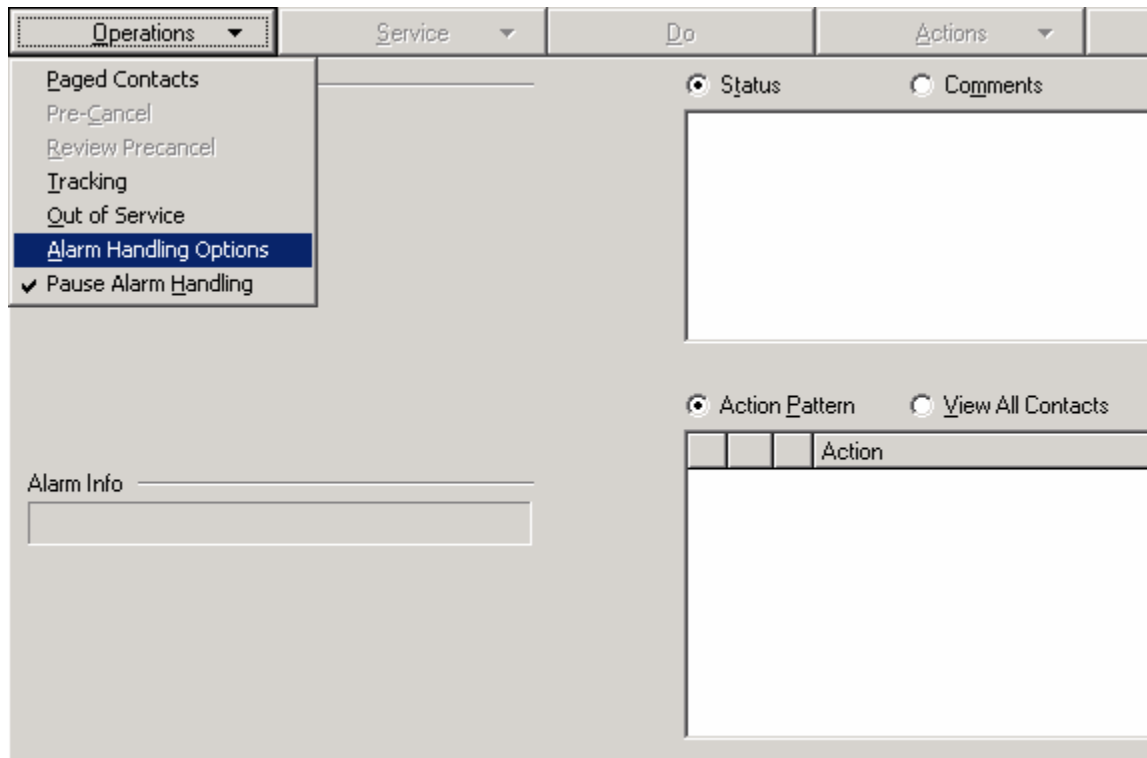 Operations Service Do Actions
Paged Contacts
Pre-Cancel
Review Precancel
Tracking
Out of Service
Alarm Handling Options
Pause Alarm Handling
Status Comments
Action Pattern View All Contacts
Action
Alarm Info